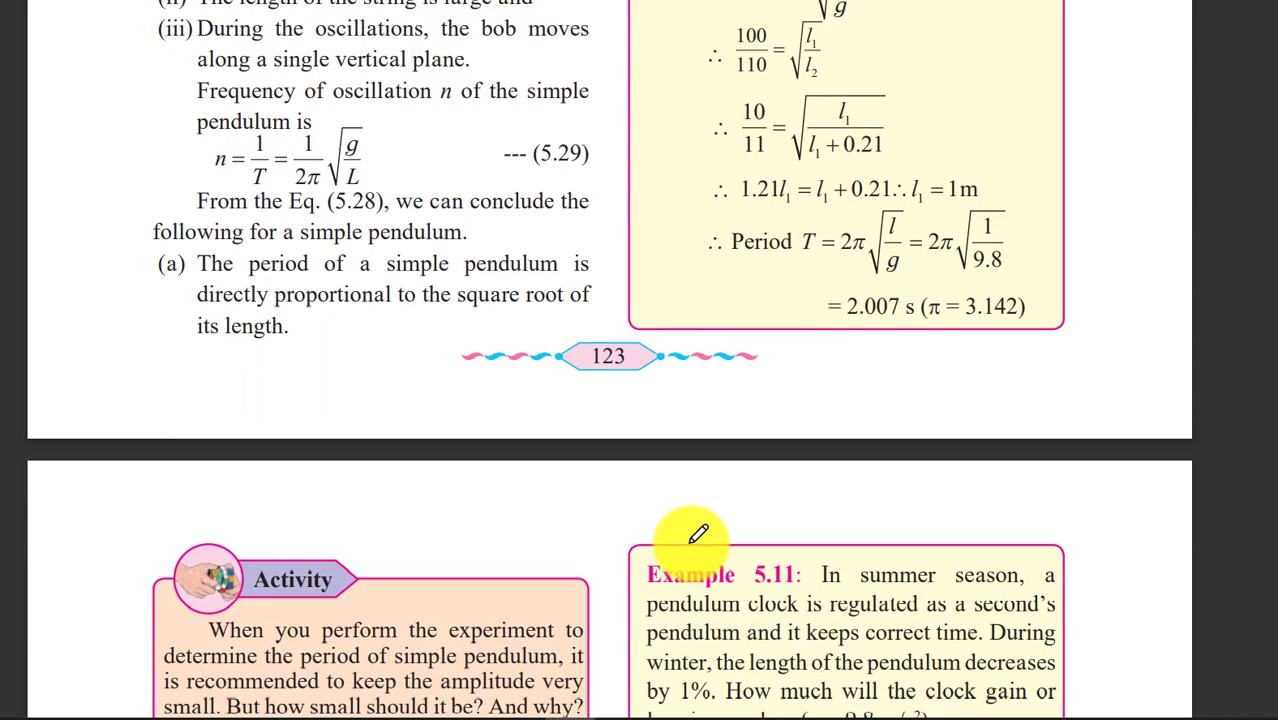 (iii) During the oscillations, the bob moves
along a single vertical plane.
Frequency of oscillation n of the simple
pendulum is
n = 1/T = 1/2π √(g/L) --- (5.29)
From the Eq. (5.28), we can conclude the
following for a simple pendulum.
(a) The period of a simple pendulum is
directly proportional to the square root of
its length.
√g
∴ 100/110 = √(l₁/l₂)
∴ 10/11 = √(l₁/(l₁ + 0.21))
∴ 1.21l₁ = l₁ + 0.21∴ l₁ = 1m
∴ Period T = 2π √(l/g) = 2π √(1/9.8)
= 2.007 s (π = 3.142)
123
Activity
When you perform the experiment to
determine the period of simple pendulum, it
is recommended to keep the amplitude very
small. But how small should it be? And why?
Example 5.11: In summer season, a
pendulum clock is regulated as a second's
pendulum and it keeps correct time. During
winter, the length of the pendulum decreases
by 1%. How much will the clock gain or